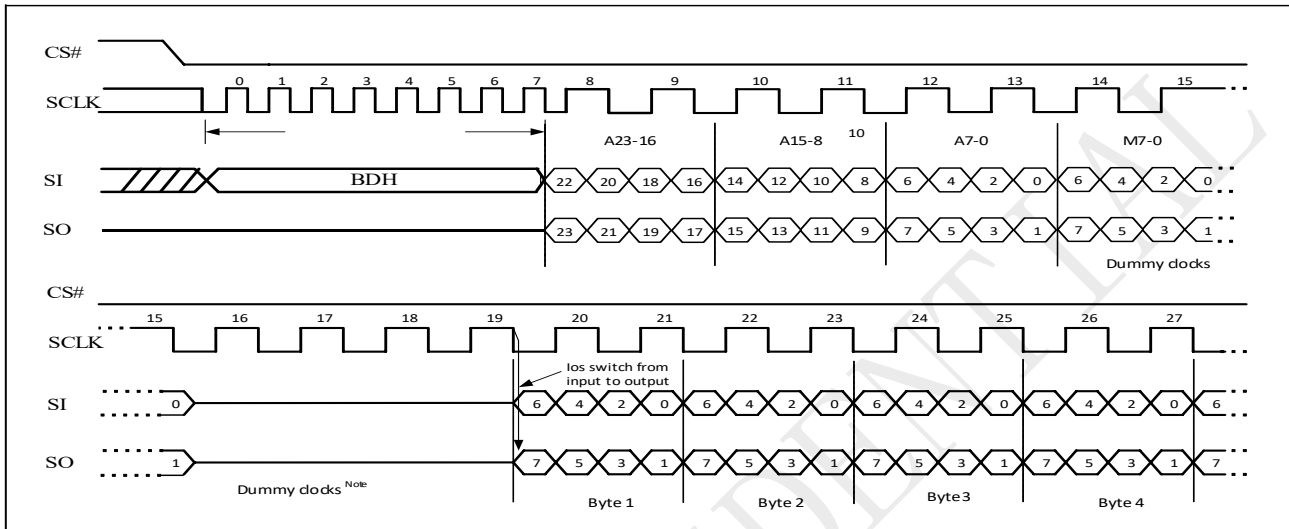 CS#
0 1 2 3 4 5 6 7 8 9 10 11 12 13 14 15
SCLK
A23-16 A15-8 10 A7-0 M7-0
SI BDH 22 20 18 16 14 12 10 8 6 4 2 0 6 4 2 0
SO 23 21 19 17 15 13 11 9 7 5 3 1 7 5 3 1
Dummy clocks
CS#
15 16 17 18 19 20 21 22 23 24 25 26 27
SCLK
Ios switch from
input to output
SI 0 6 4 2 0 6 4 2 0 6 4 2 0 6 4 2 0 6
SO 1 7 5 3 1 7 5 3 1 7 5 3 1 7 5 3 1 7
Dummy clocks Note Byte 1 Byte 2 Byte3 Byte 4
DENTIAL